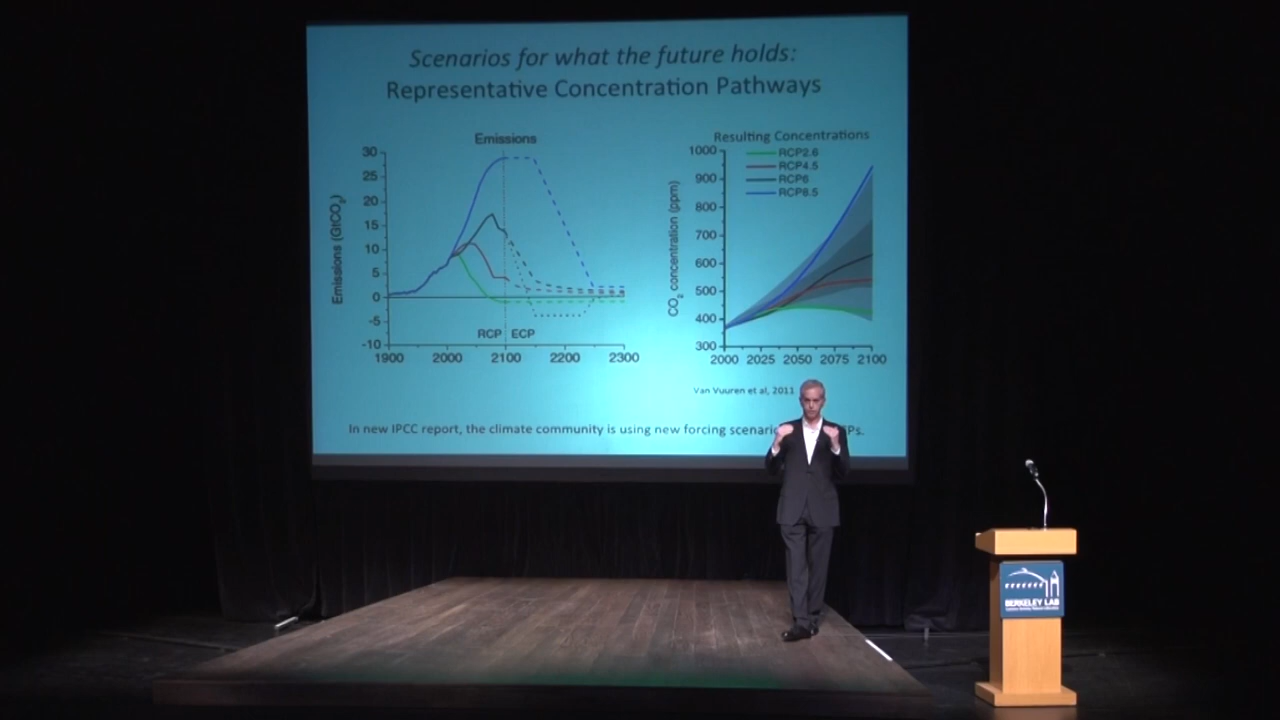 Scenarios for what the future holds:
Representative Concentration Pathways
Emissions
Emissions (GtCO₂)
30
25
20
15
10
5
0
-5
-10
RCP ECP
1900 2000 2100 2200 2300
Resulting Concentrations
CO₂ concentration (ppm)
1000
900
800
700
600
500
400
300
RCP2.6
RCP4.5
RCP6
RCP8.5
2000 2025 2050 2075 2100
Van Vuuren et al, 2011
In new IPCC report, the climate community is using new forcing
BERKELEY LAB